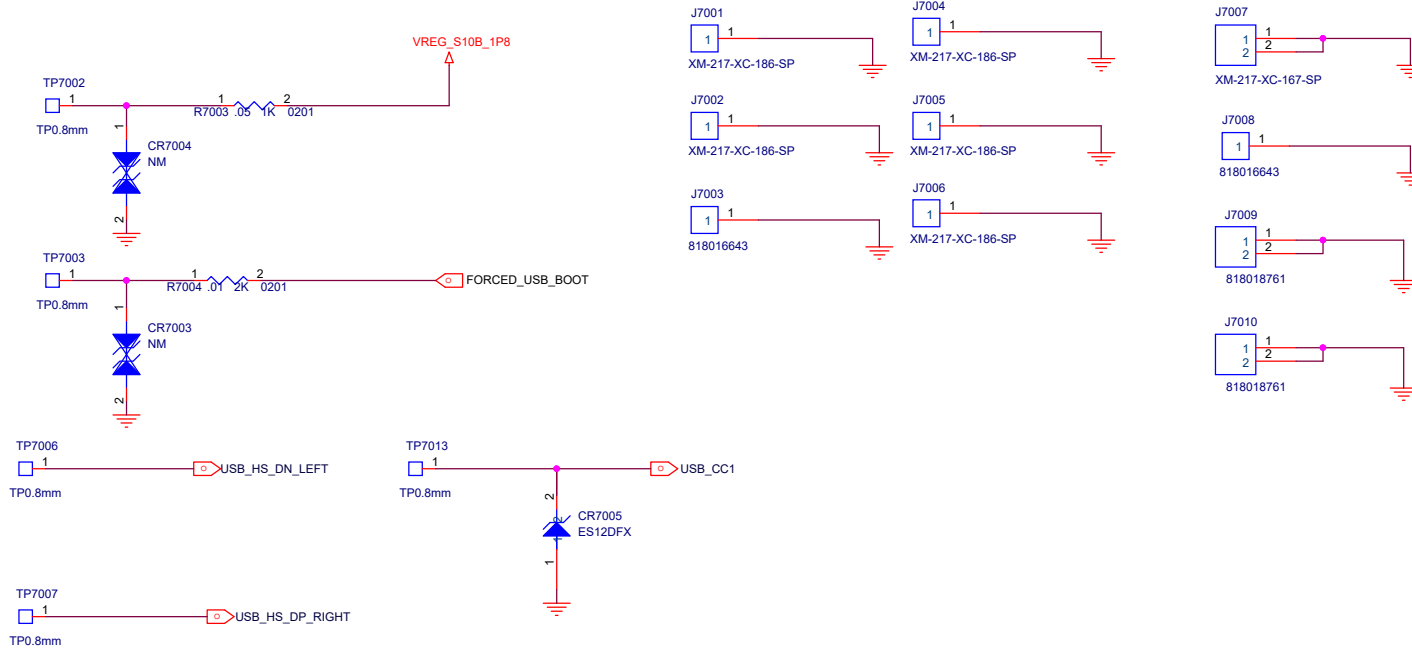 VREG_S10B_1P8
TP7002
1
TP0.8mm
1 2
R7003 .05 1K 0201
1
CR7004
NM
2
TP7003
1
TP0.8mm
1 2
R7004 .01 2K 0201
FORCED_USB_BOOT
1
CR7003
NM
2
TP7006
1
TP0.8mm
USB_HS_DN_LEFT
TP7013
1
TP0.8mm
USB_CC1
2
2
CR7005
ES12DFX
1
1
TP7007
1
TP0.8mm
USB_HS_DP_RIGHT
J7001
1 1
XM-217-XC-186-SP
J7002
1 1
XM-217-XC-186-SP
J7003
1 1
818016643
J7004
1 1
XM-217-XC-186-SP
J7005
1 1
XM-217-XC-186-SP
J7006
1 1
XM-217-XC-186-SP
J7007
1 1
2 2
XM-217-XC-167-SP
J7008
1 1
818016643
J7009
1 1
2 2
818018761
J7010
1 1
2 2
818018761